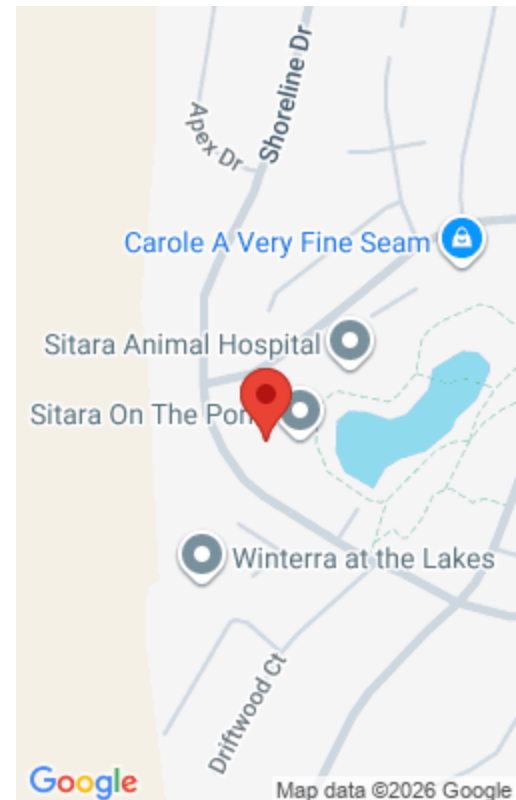 Shoreline Dr
Apex Dr
Carole A Very Fine Seam
Sitara Animal Hospital
Sitara On The Pon
Winterra at the Lakes
Driftwood Ct
Google
Map data ©2026 Google